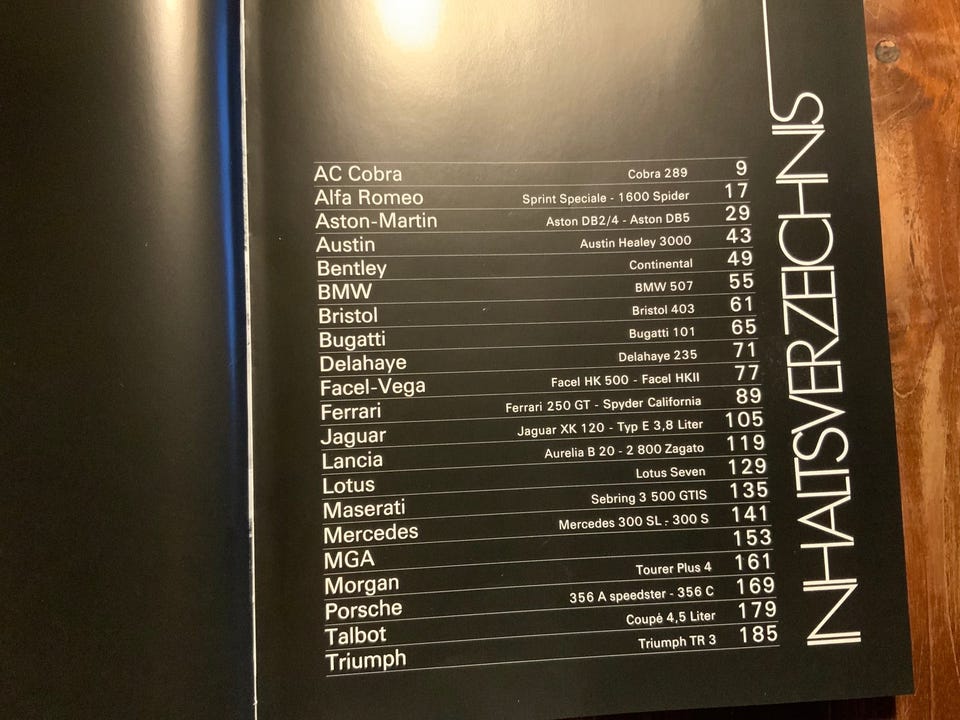 INHALTSVERZEICHNIS
AC Cobra Cobra 289 9
Alfa Romeo Sprint Speciale - 1600 Spider 17
Aston-Martin Aston DB2/4 - Aston DB5 29
Austin Austin Healey 3000 43
Bentley Continental 49
BMW BMW 507 55
Bristol Bristol 403 61
Bugatti Bugatti 101 65
Delahaye Delahaye 235 71
Facel-Vega Facel HK 500 - Facel HKII 77
Ferrari Ferrari 250 GT - Spyder California 89
Jaguar Jaguar XK 120 - Typ E 3,8 Liter 105
Lancia Aurelia B 20 - 2 800 Zagato 119
Lotus Lotus Seven 129
Maserati Sebring 3 500 GTIS 135
Mercedes Mercedes 300 SL - 300 S 141
MGA 153
Morgan Tourer Plus 4 161
Porsche 356 A speedster - 356 C 169
Talbot Coupé 4,5 Liter 179
Triumph Triumph TR 3 185